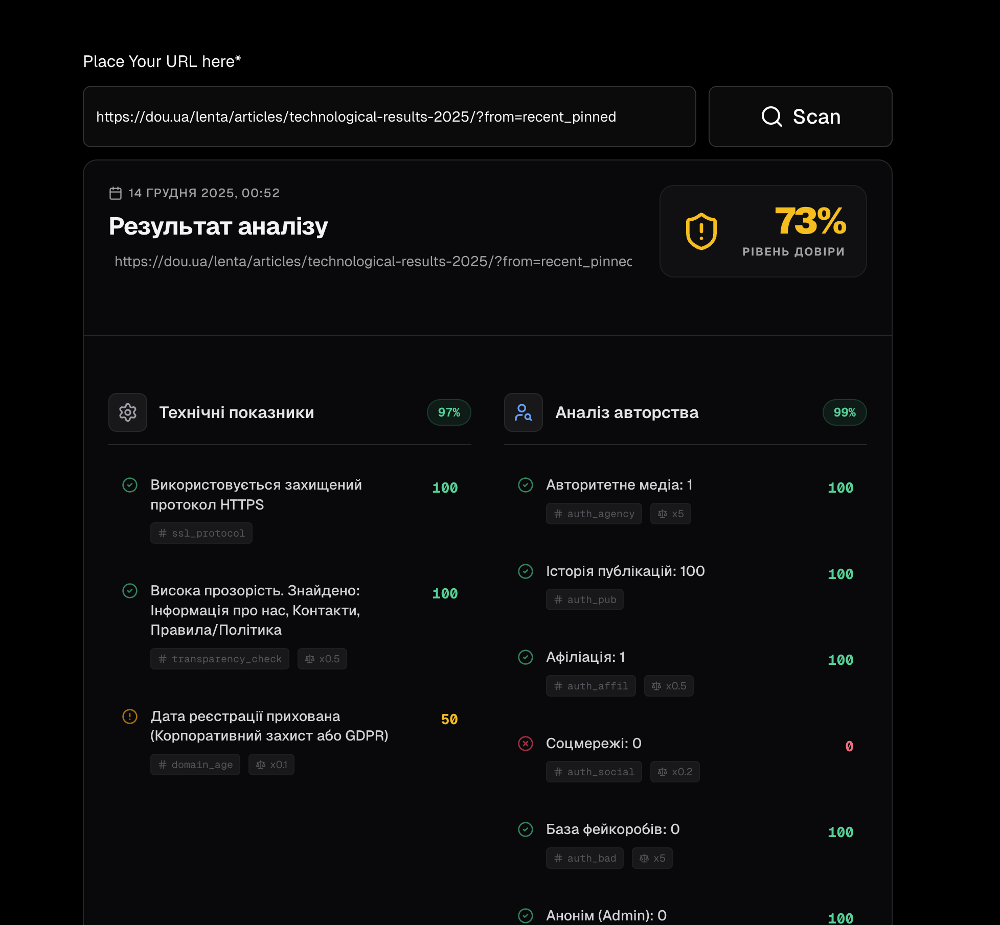 Place Your URL here*
https://dou.ua/lenta/articles/technological-results-2025/?from=recent_pinned
Scan
14 ГРУДНЯ 2025, 00:52
Результат аналізу
https://dou.ua/lenta/articles/technological-results-2025/?from=recent_pinnec
73%
РІВЕНЬ ДОВІРИ
Технічні показники
97%
Використовується захищений
протокол HTTPS
100
# ssl_protocol
Висока прозорість. Знайдено:
Інформація про нас, Контакти,
Правила/Політика
100
# transparency_check
x0.5
Дата реєстрації прихована
(Корпоративний захист або GDPR)
50
# domain_age
x0.1
Аналіз авторства
99%
Авторитетне медіа: 1
100
# auth_agency
x5
Історія публікацій: 100
100
# auth_pub
Афіліація: 1
100
# auth_affil
x0.5
Соцмережі: 0
0
# auth_social
x0.2
База фейкоробів: 0
100
# auth_bad
x5
Анонім (Admin): 0
100